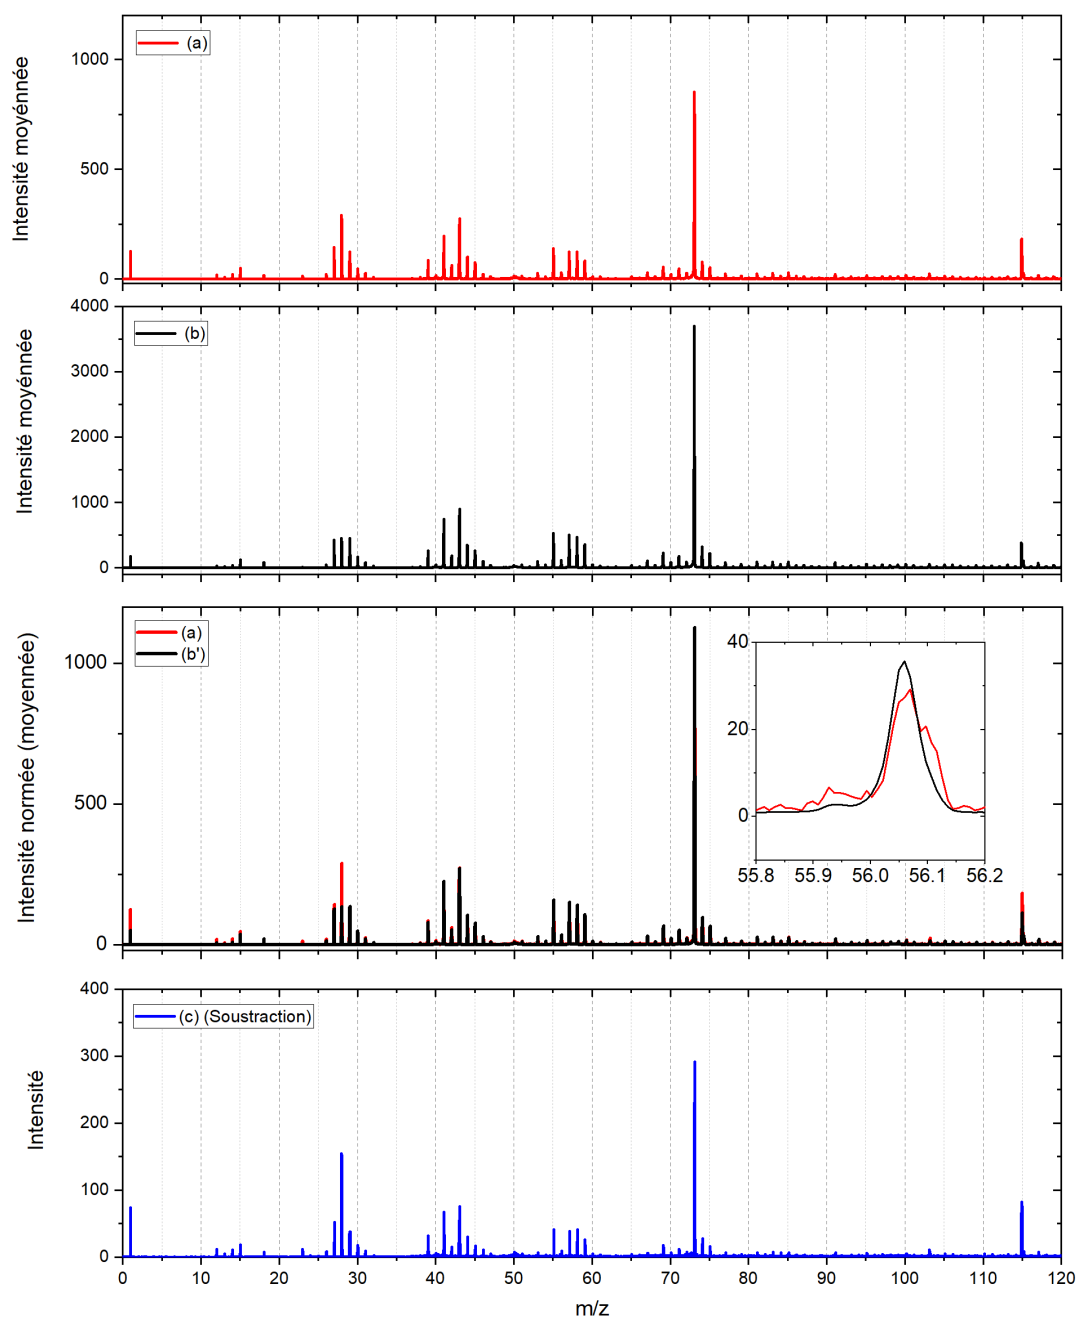 (a)
1000
500
0
Intensité moyénnée
(b)
4000
3000
2000
1000
0
Intensité moyénnée
(a)
(b')
1000
500
0
Intensité normée (moyennée)
40
20
0
55.8 55.9 56.0 56.1 56.2
(c) (Soustraction)
400
300
200
100
0
Intensité
0 10 20 30 40 50 60 70 80 90 100 110 120
m/z